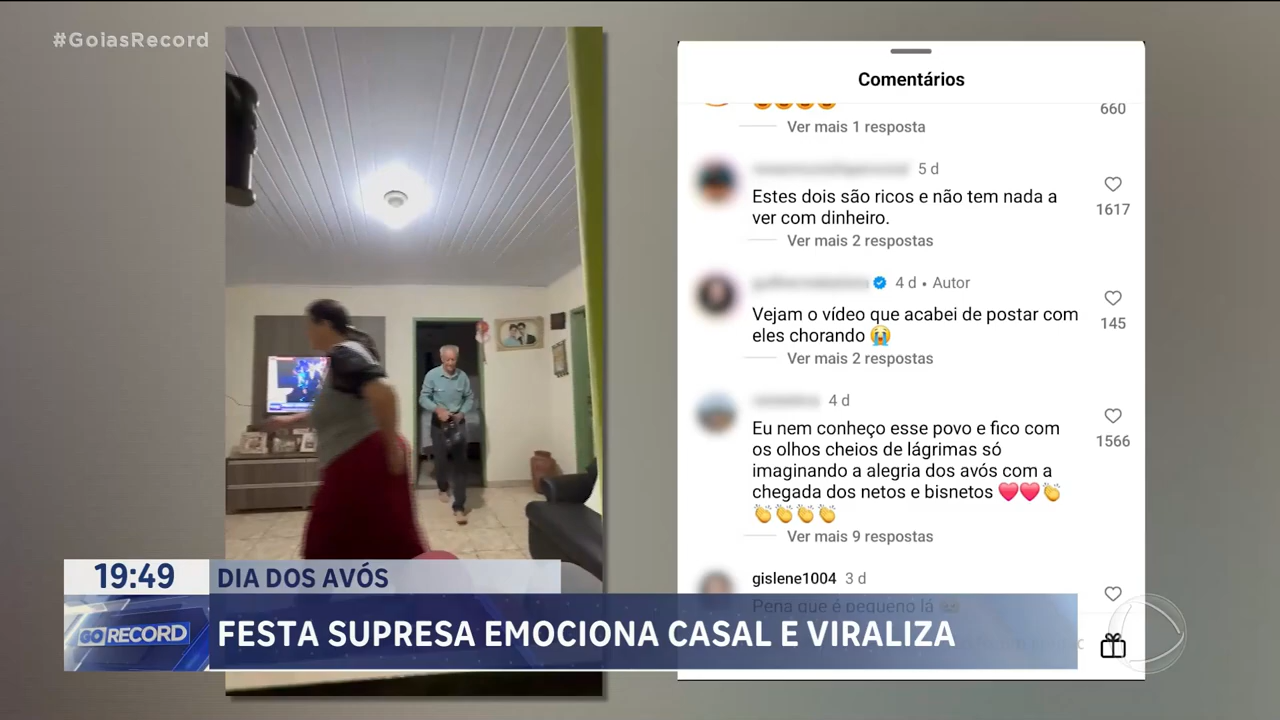 #GoiasRecord
Comentários
660
Ver mais 1 resposta
5 d
Estes dois são ricos e não tem nada a
ver com dinheiro.
1617
Ver mais 2 respostas
4 d • Autor
Vejam o vídeo que acabei de postar com
eles chorando 😭
145
Ver mais 2 respostas
4 d
Eu nem conheço esse povo e fico com
os olhos cheios de lágrimas só
imaginando a alegria dos avós com a
chegada dos netos e bisnetos ❤️❤️👏
👏👏👏👏
1566
Ver mais 9 respostas
gislene1004 3 d
Pena que é pequeno lá
19:49
DIA DOS AVÓS
GO RECORD
FESTA SUPRESA EMOCIONA CASAL E VIRALIZA